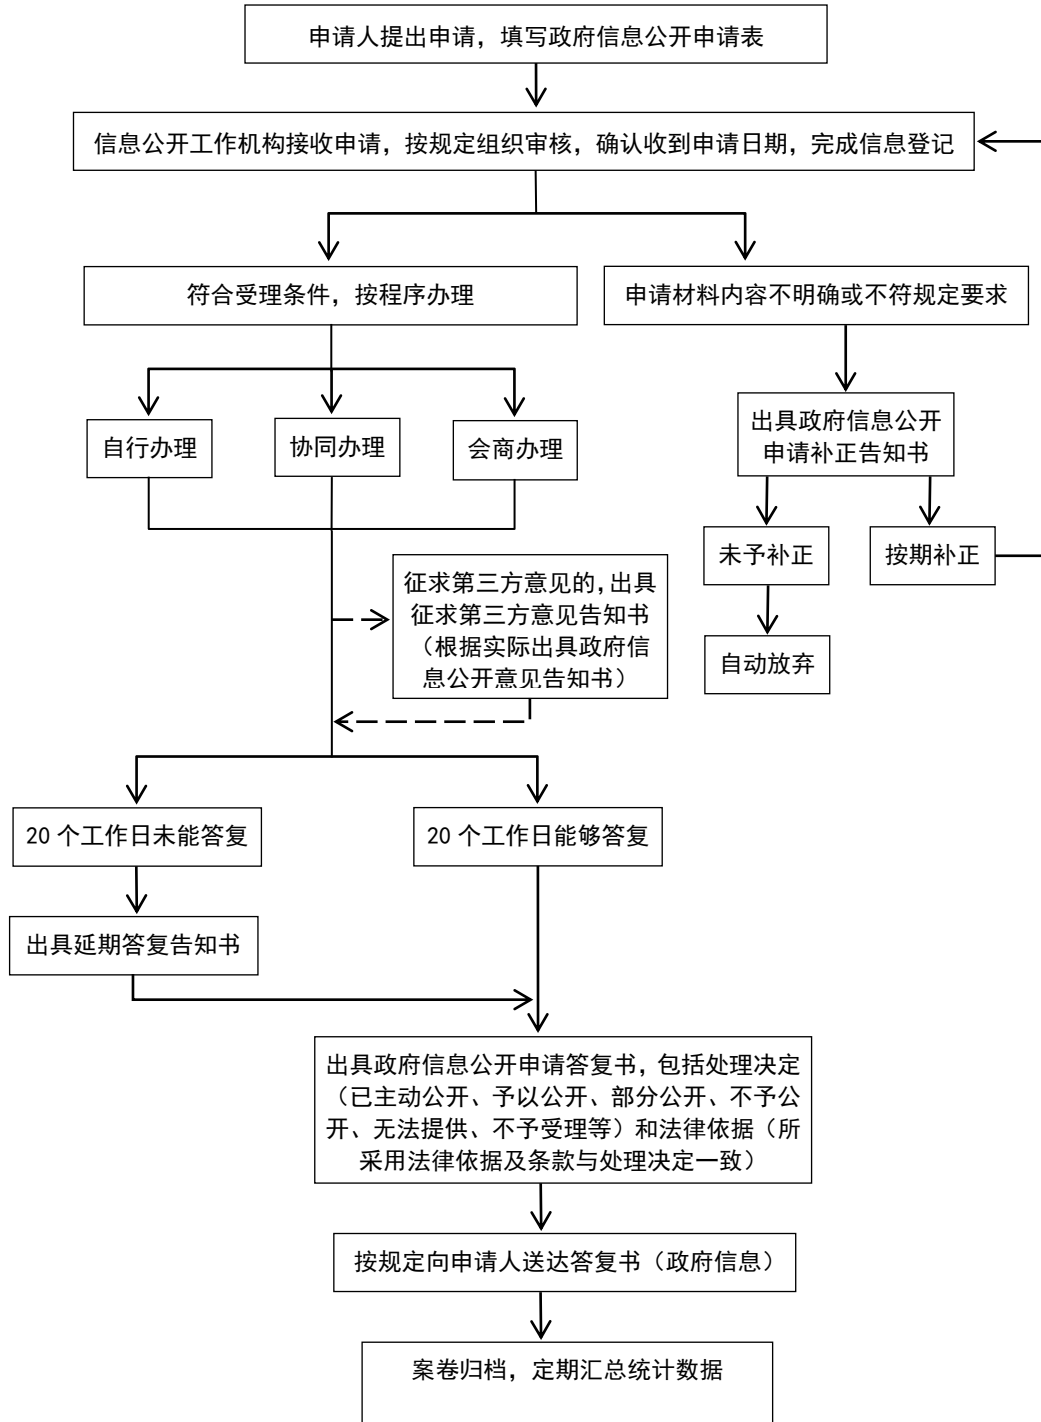 申请人提出申请，填写政府信息公开申请表
信息公开工作机构接收申请，按规定组织审核，确认收到申请日期，完成信息登记
符合受理条件，按程序办理
申请材料内容不明确或不符规定要求
自行办理
协同办理
会商办理
出具政府信息公开
申请补正告知书
未予补正
按期补正
自动放弃
征求第三方意见的，出具
征求第三方意见告知书
（根据实际出具政府信
息公开意见告知书）
20 个工作日未能答复
20 个工作日能够答复
出具延期答复告知书
出具政府信息公开申请答复书，包括处理决定
（已主动公开、予以公开、部分公开、不予公
开、无法提供、不予受理等）和法律依据（所
采用法律依据及条款与处理决定一致）
按规定向申请人送达答复书（政府信息）
案卷归档，定期汇总统计数据